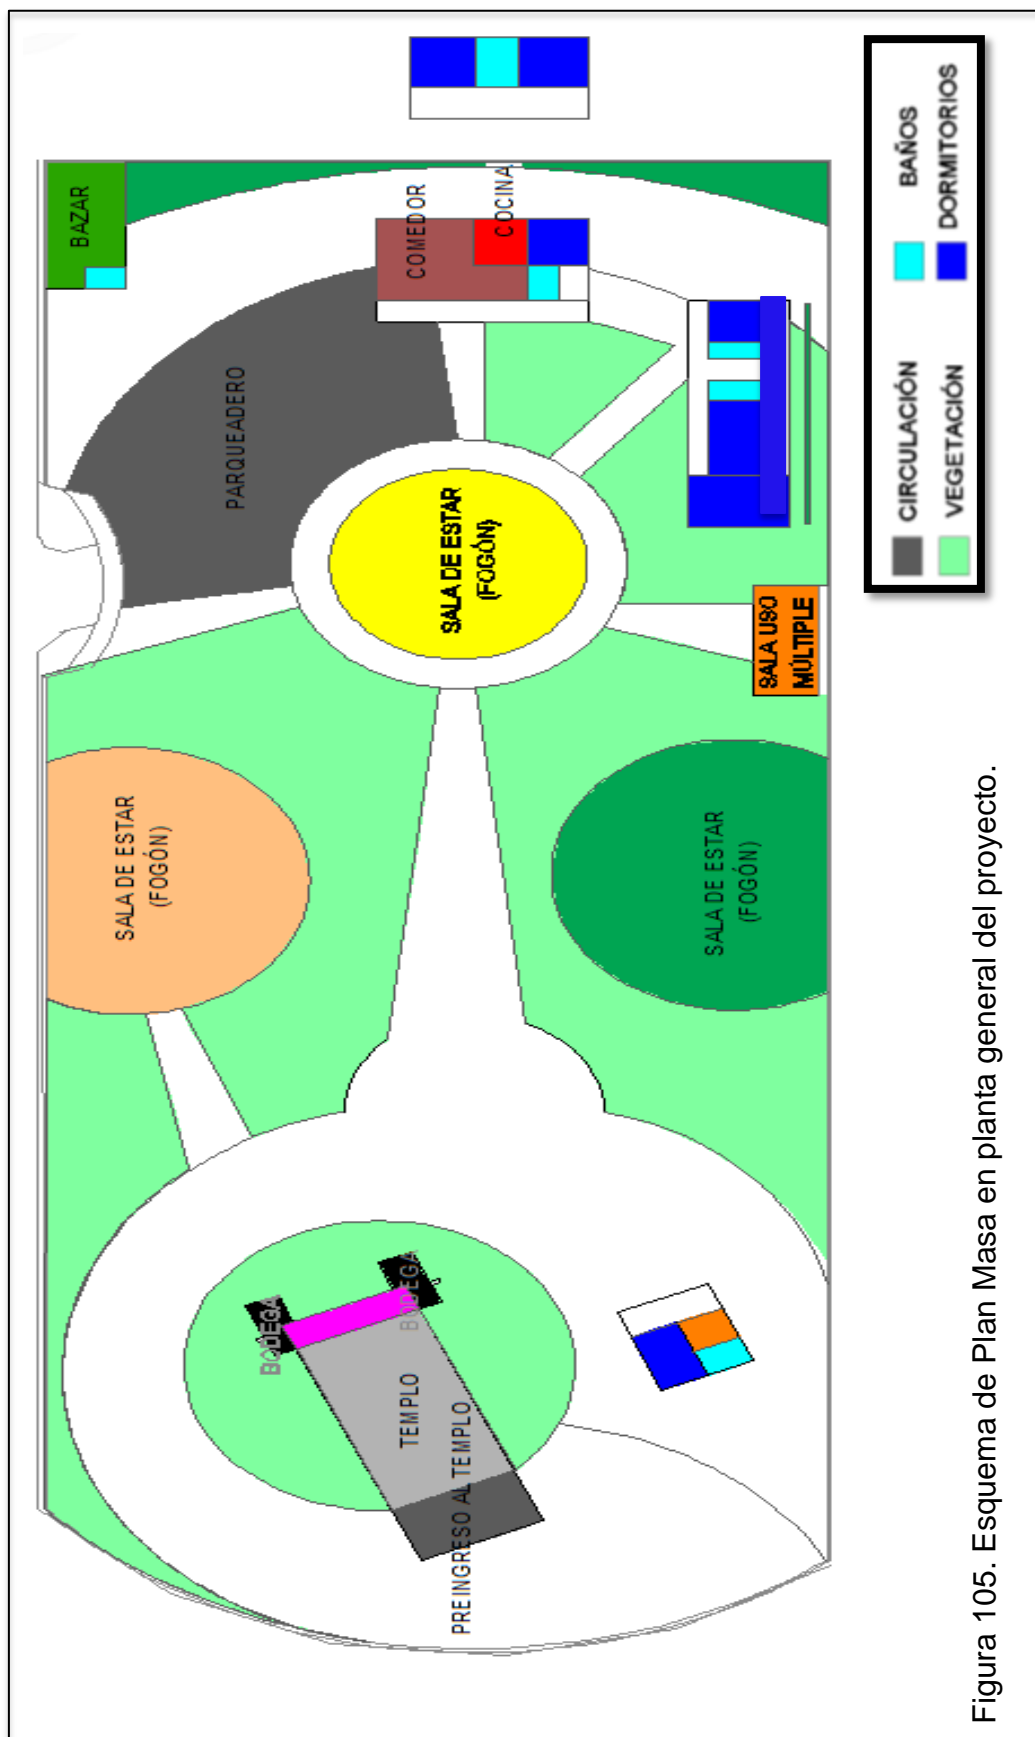 BAZAR
COMEDOR
COCINA
PARQUEADERO
SALA DE ESTAR
(FOGÓN)
SALA USO
MÚLTIPLE
SALA DE ESTAR
(FOGÓN)
SALA DE ESTAR
(FOGÓN)
BODEGA
BODEGA
TEMPLO
PREINGRESO AL TEMPLO
CIRCULACIÓN
BAÑOS
VEGETACIÓN
DORMITORIOS
Figura 105. Esquema de Plan Masa en planta general del proyecto.